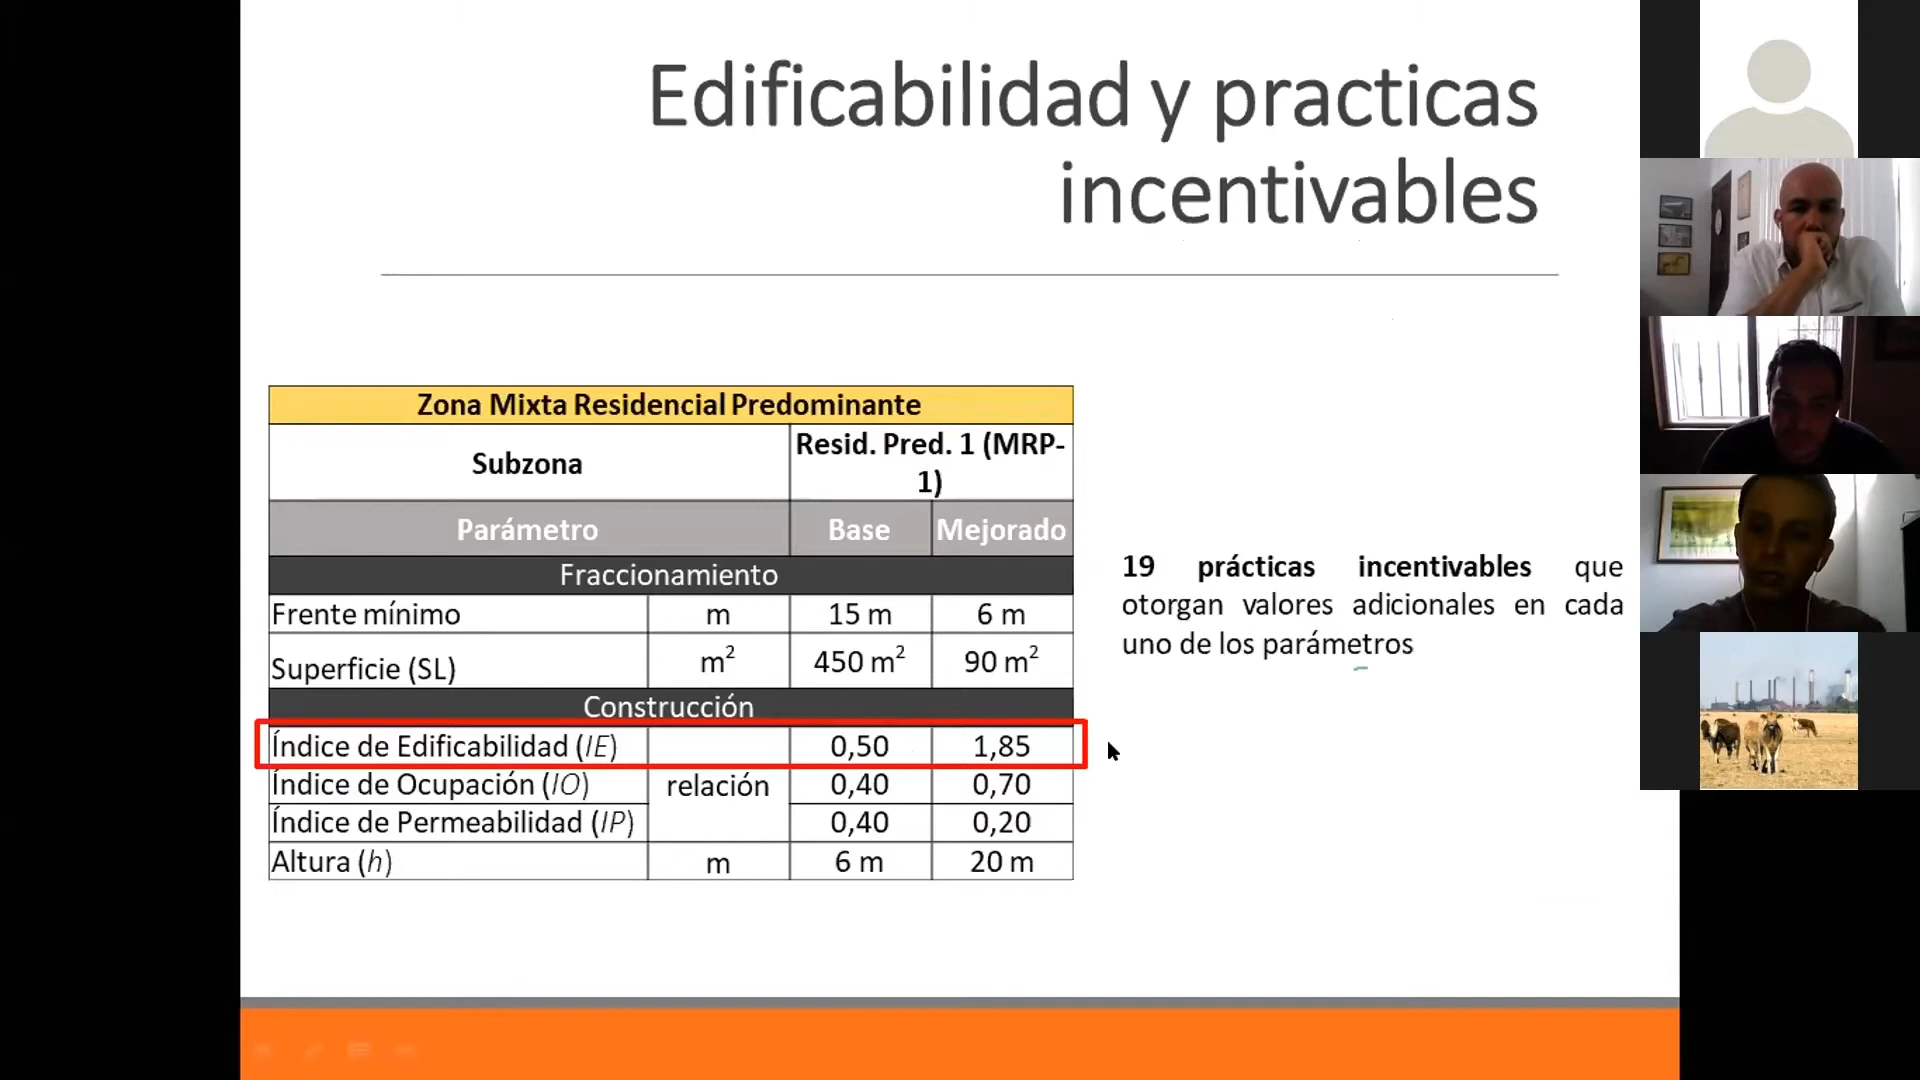 Edificabilidad y practicas
incentivables
Zona Mixta Residencial Predominante
Subzona
Resid. Pred. 1 (MRP-
1)
Parámetro Base Mejorado
Fraccionamiento
Frente mínimo m 15 m 6 m
Superficie (SL) m² 450 m² 90 m²
Construcción
Índice de Edificabilidad (IE) 0,50 1,85
Índice de Ocupación (IO) relación 0,40 0,70
Índice de Permeabilidad (IP) 0,40 0,20
Altura (h) m 6 m 20 m
19 prácticas incentivables que
otorgan valores adicionales en cada
uno de los parámetros